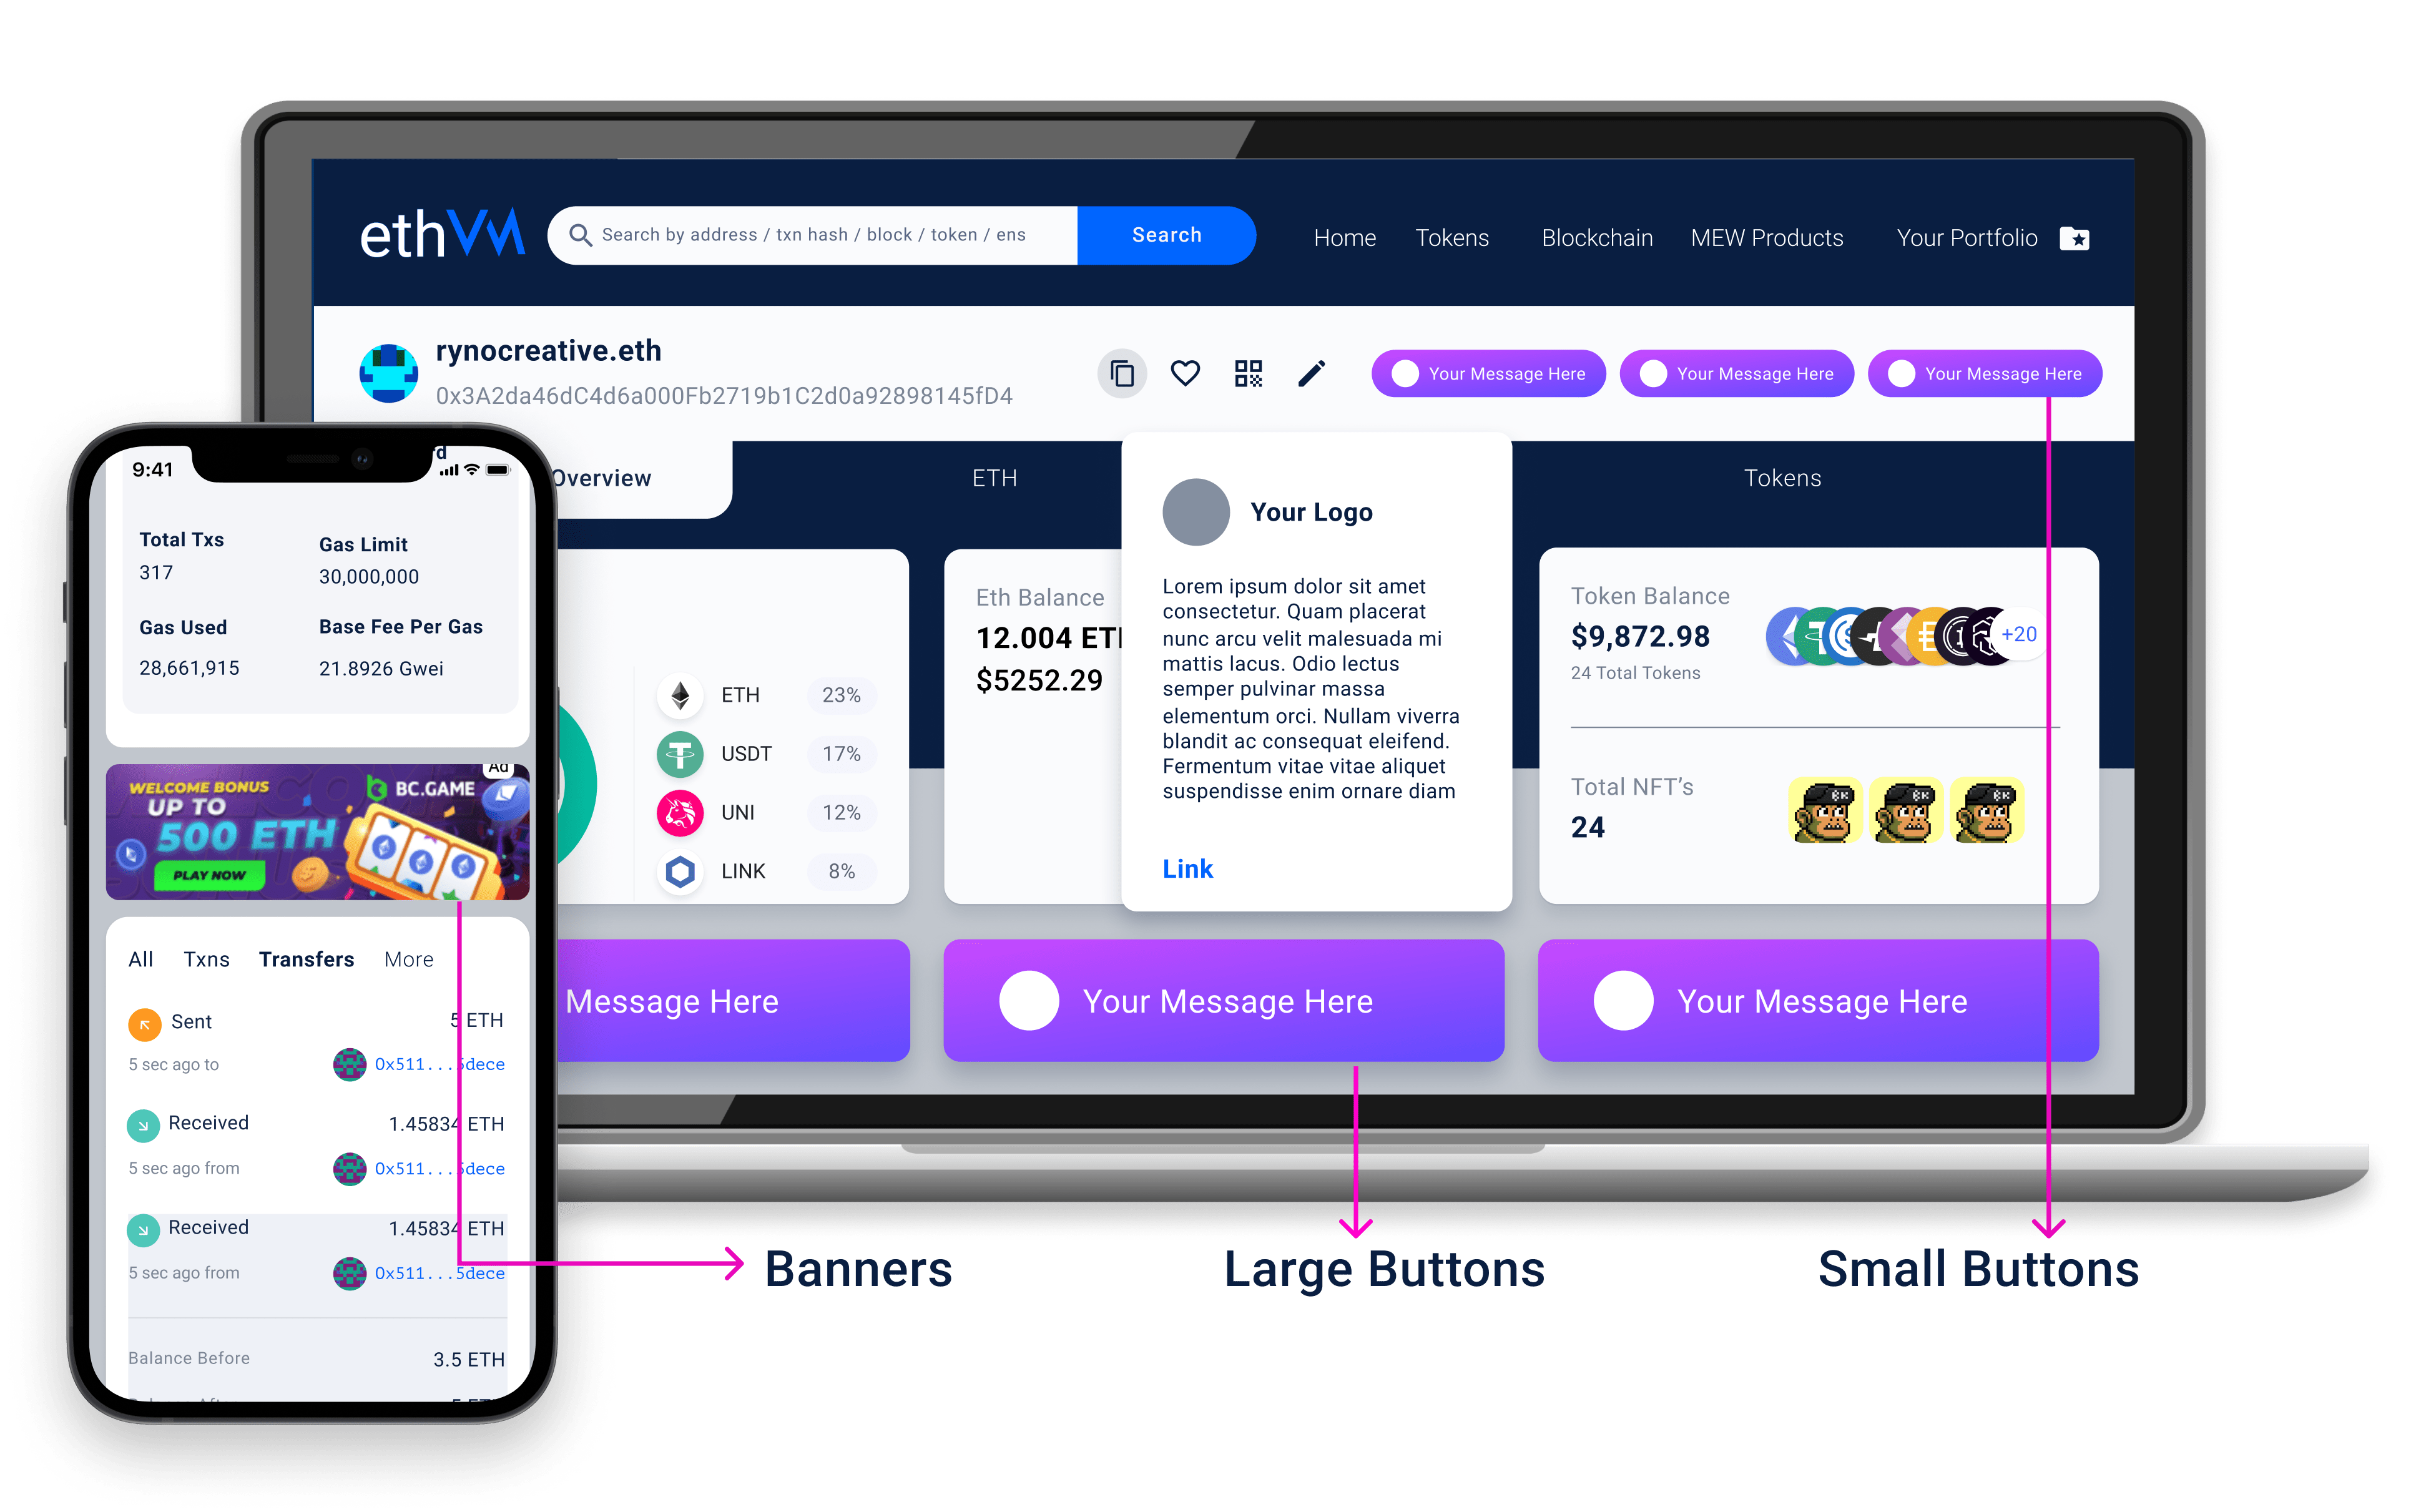 ethVM
Search by address / txn hash / block / token / ens
Search
Home
Tokens
Blockchain
MEW Products
Your Portfolio
rynocreative.eth
0x3A2da46dC4d6a000Fb2719b1C2d0a92898145fD4
Your Message Here
Your Message Here
Your Message Here
Overview
ETH
Tokens
ETH 23%
USDT 17%
UNI 12%
LINK 8%
Eth Balance
12.004 ETH
$5252.29
Your Logo
Lorem ipsum dolor sit amet
consectetur. Quam placerat
nunc arcu velit malesuada mi
mattis lacus. Odio lectus
semper pulvinar massa
elementum orci. Nullam viverra
blandit ac consequat eleifend.
Fermentum vitae vitae aliquet
suspendisse enim ornare diam
Link
Token Balance
$9,872.98
24 Total Tokens
+20
Total NFT’s
24
Message Here
Your Message Here
Your Message Here
9:41
Total Txs
317
Gas Limit
30,000,000
Gas Used
28,661,915
Base Fee Per Gas
21.8926 Gwei
Ad
WELCOME BONUS
UP TO
500 ETH
PLAY NOW
BC.GAME
All Txns Transfers More
Sent 5 ETH
5 sec ago to 0x511...5dece
Received 1.45834 ETH
5 sec ago from 0x511...5dece
Received 1.45834 ETH
5 sec ago from 0x511...5dece
Balance Before 3.5 ETH
Banners
Large Buttons
Small Buttons